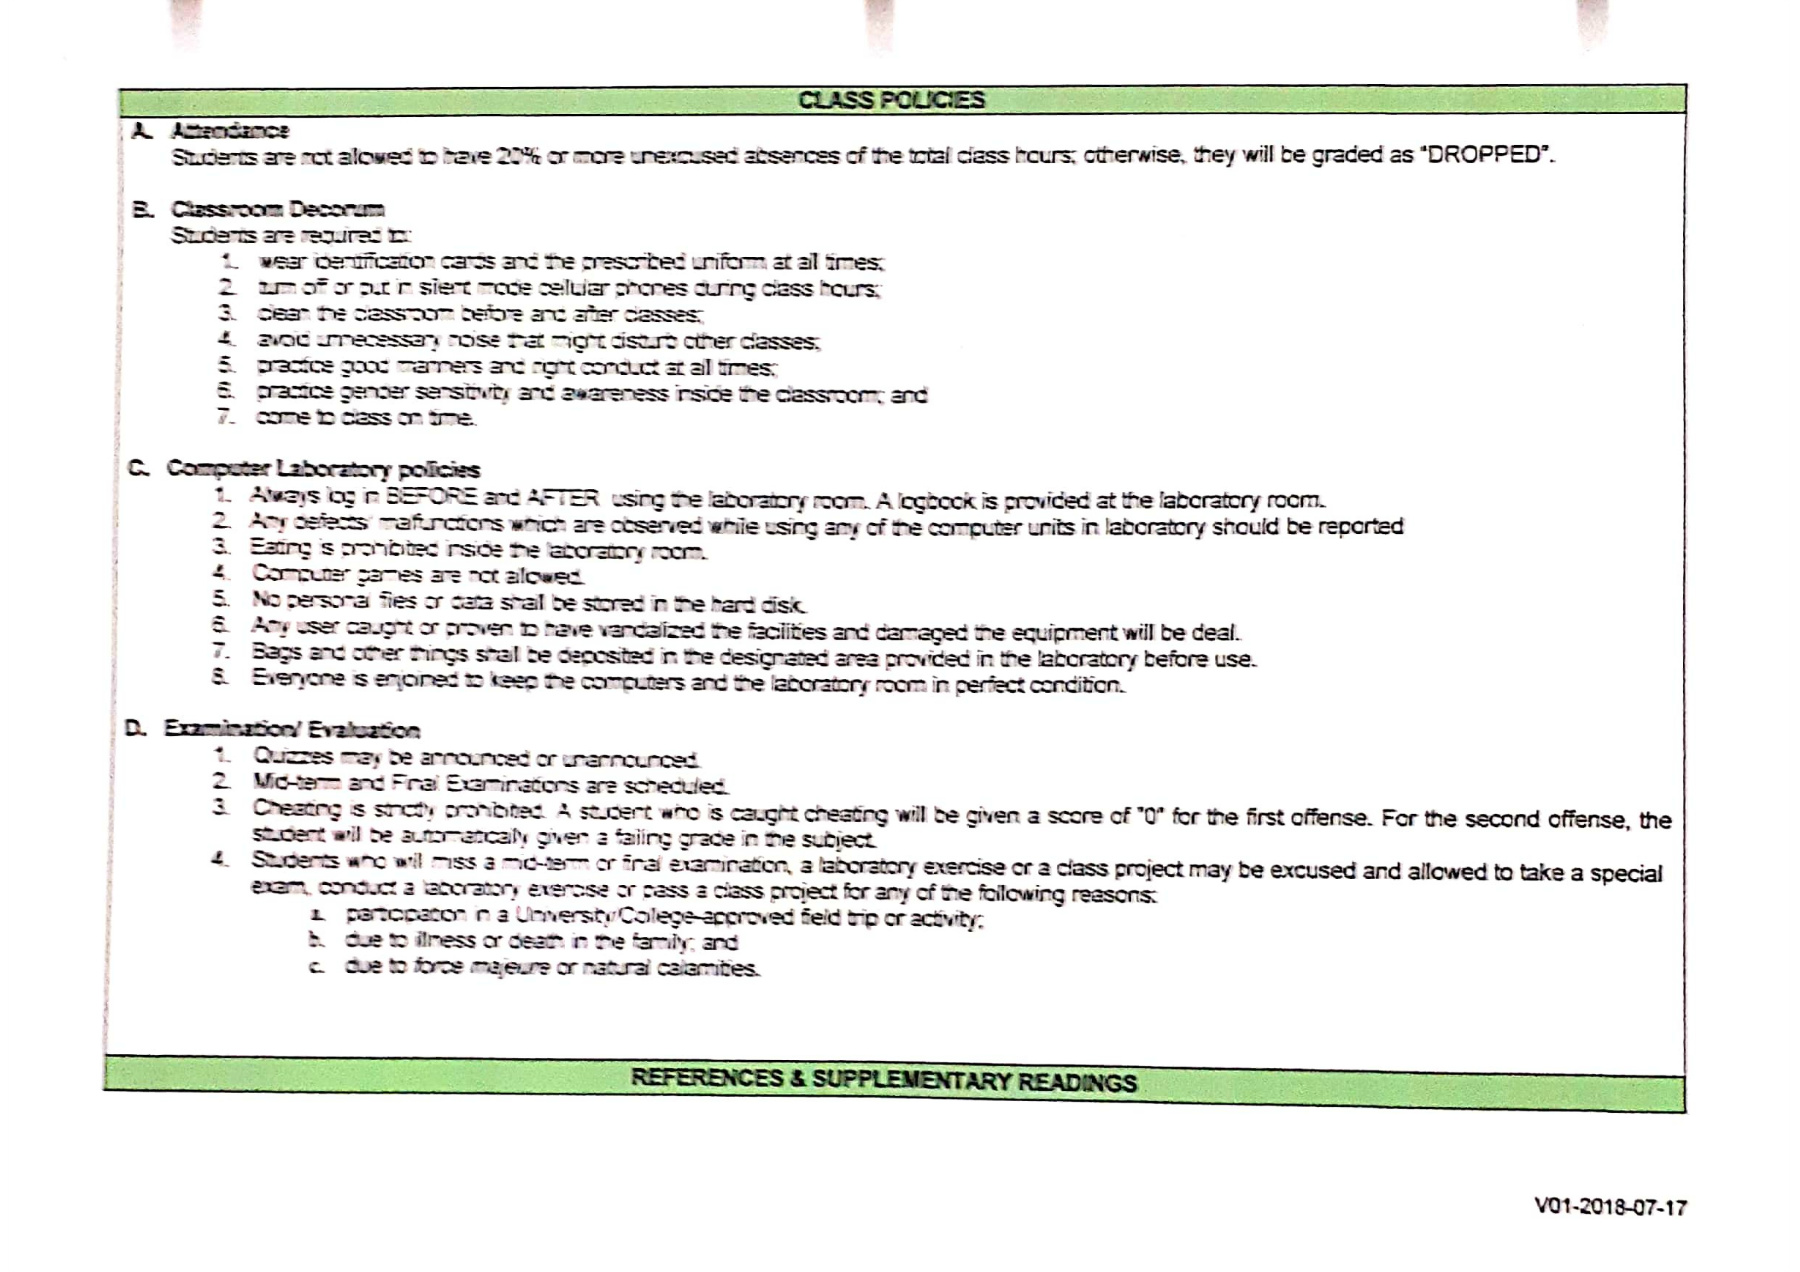 CLASS POLICIES
A. Attendance
Students are not allowed to have 20% or more unexcused absences of the total class hours; otherwise, they will be graded as "DROPPED".
B. Classroom Decorum
Students are required to:
1. wear identification cards and the prescribed uniform at all times;
2. turn off or put in silent mode cellular phones during class hours;
3. clean the classroom before and after classes;
4. avoid unnecessary noise that might disturb other classes;
5. practice good manners and right conduct at all times;
6. practice gender sensitivity and awareness inside the classroom; and
7. come to class on time.
C. Computer Laboratory policies
1. Always log in BEFORE and AFTER using the laboratory room. A logbook is provided at the laboratory room.
2. Any defects/ malfunctions which are observed while using any of the computer units in laboratory should be reported
3. Eating is prohibited inside the laboratory room.
4. Computer games are not allowed.
5. No personal files or data shall be stored in the hard disk.
6. Any user caught or proven to have vandalized the facilities and damaged the equipment will be deal.
7. Bags and other things shall be deposited in the designated area provided in the laboratory before use.
8. Everyone is enjoined to keep the computers and the laboratory room in perfect condition.
D. Examination/ Evaluation
1. Quizzes may be announced or unannounced.
2. Mid-term and Final Examinations are scheduled.
3. Cheating is strictly prohibited. A student who is caught cheating will be given a score of "0" for the first offense. For the second offense, the
student will be automatically given a failing grade in the subject.
4. Students who will miss a mid-term or final examination, a laboratory exercise or a class project may be excused and allowed to take a special
exam, conduct a laboratory exercise or pass a class project for any of the following reasons:
a. participation in a University/College-approved field trip or activity;
b. due to illness or death in the family; and
c. due to force majeure or natural calamities.
REFERENCES & SUPPLEMENTARY READINGS
V01-2018-07-17